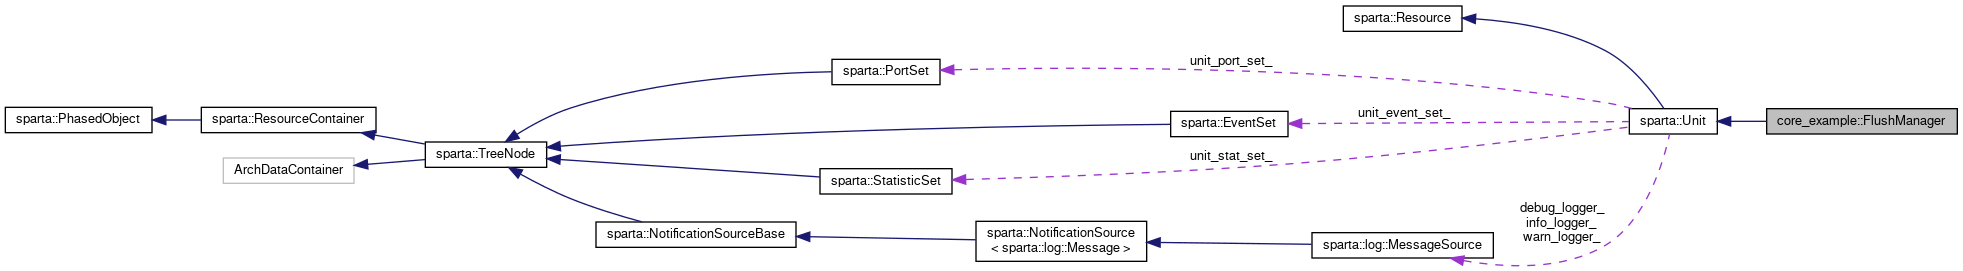 sparta::Resource
unit_port_set_
sparta::PortSet
sparta::PhasedObject
sparta::ResourceContainer
unit_event_set_
sparta::EventSet
sparta::Unit
core_example::FlushManager
sparta::TreeNode
unit_stat_set_
ArchDataContainer
sparta::StatisticSet
debug_logger_
info_logger_
warn_logger_
sparta::NotificationSourceBase
sparta::NotificationSource
< sparta::log::Message >
sparta::log::MessageSource